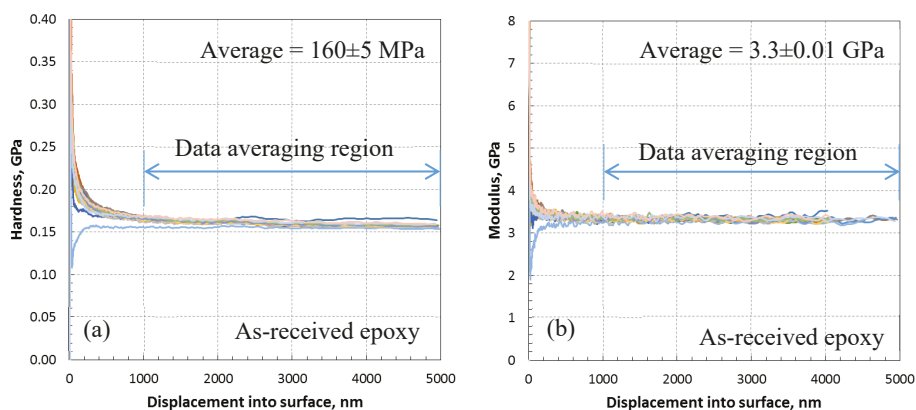 0.40
0.35
0.30
0.25
0.20
0.15
0.10
0.05
0.00
Hardness, GPa
Average = 160±5 MPa
Data averaging region
(a)
As-received epoxy
0 1000 2000 3000 4000 5000
Displacement into surface, nm
8
7
6
5
4
3
2
1
0
Modulus, GPa
Average = 3.3±0.01 GPa
Data averaging region
(b)
As-received epoxy
0 1000 2000 3000 4000 5000
Displacement into surface, nm